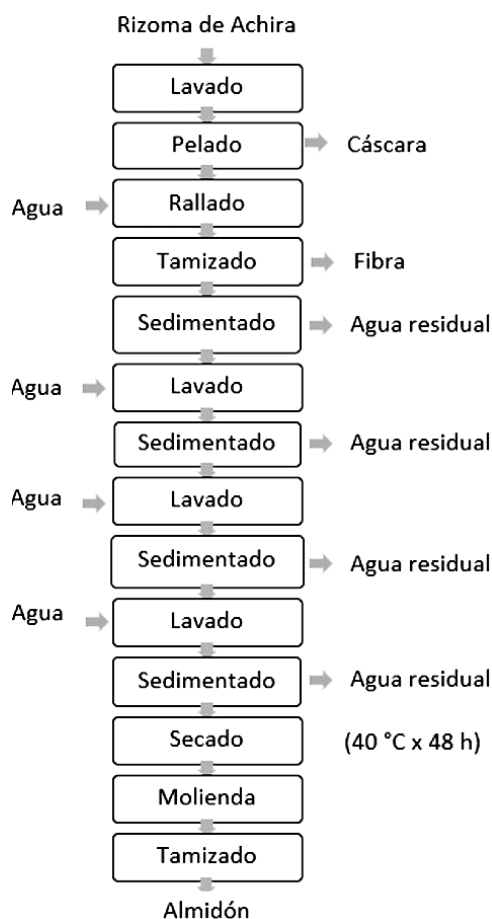 Rizoma de Achira
Lavado
Pelado
Cáscara
Agua
Rallado
Tamizado
Fibra
Sedimentado
Agua residual
Agua
Lavado
Sedimentado
Agua residual
Agua
Lavado
Sedimentado
Agua residual
Agua
Lavado
Sedimentado
Agua residual
Secado
(40 °C x 48 h)
Molienda
Tamizado
Almidón